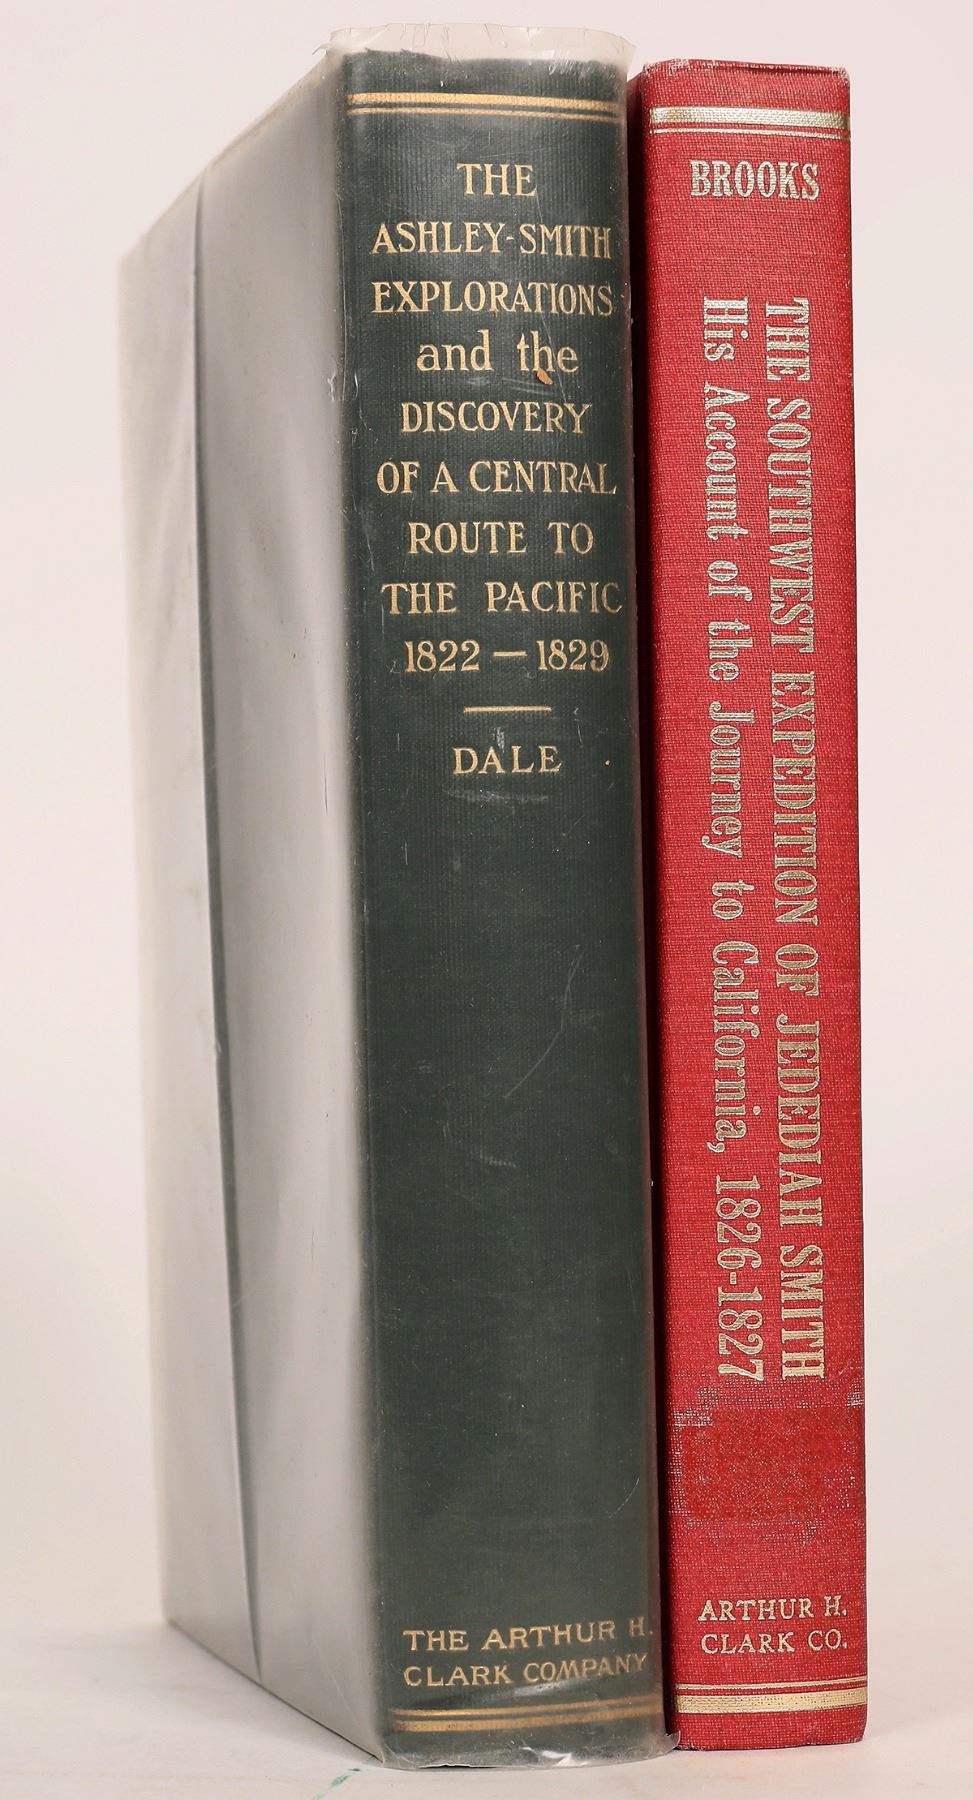 THE
ASHLEY-SMITH
EXPLORATIONS
and the
DISCOVERY
OF A CENTRAL
ROUTE TO
THE PACIFIC
1822 — 1829
DALE
THE ARTHUR H.
CLARK COMPANY
BROOKS
THE SOUTHWEST EXPEDITION OF JEDEDIAH SMITH
His Account of the Journey to California, 1826-1827
ARTHUR H.
CLARK CO.